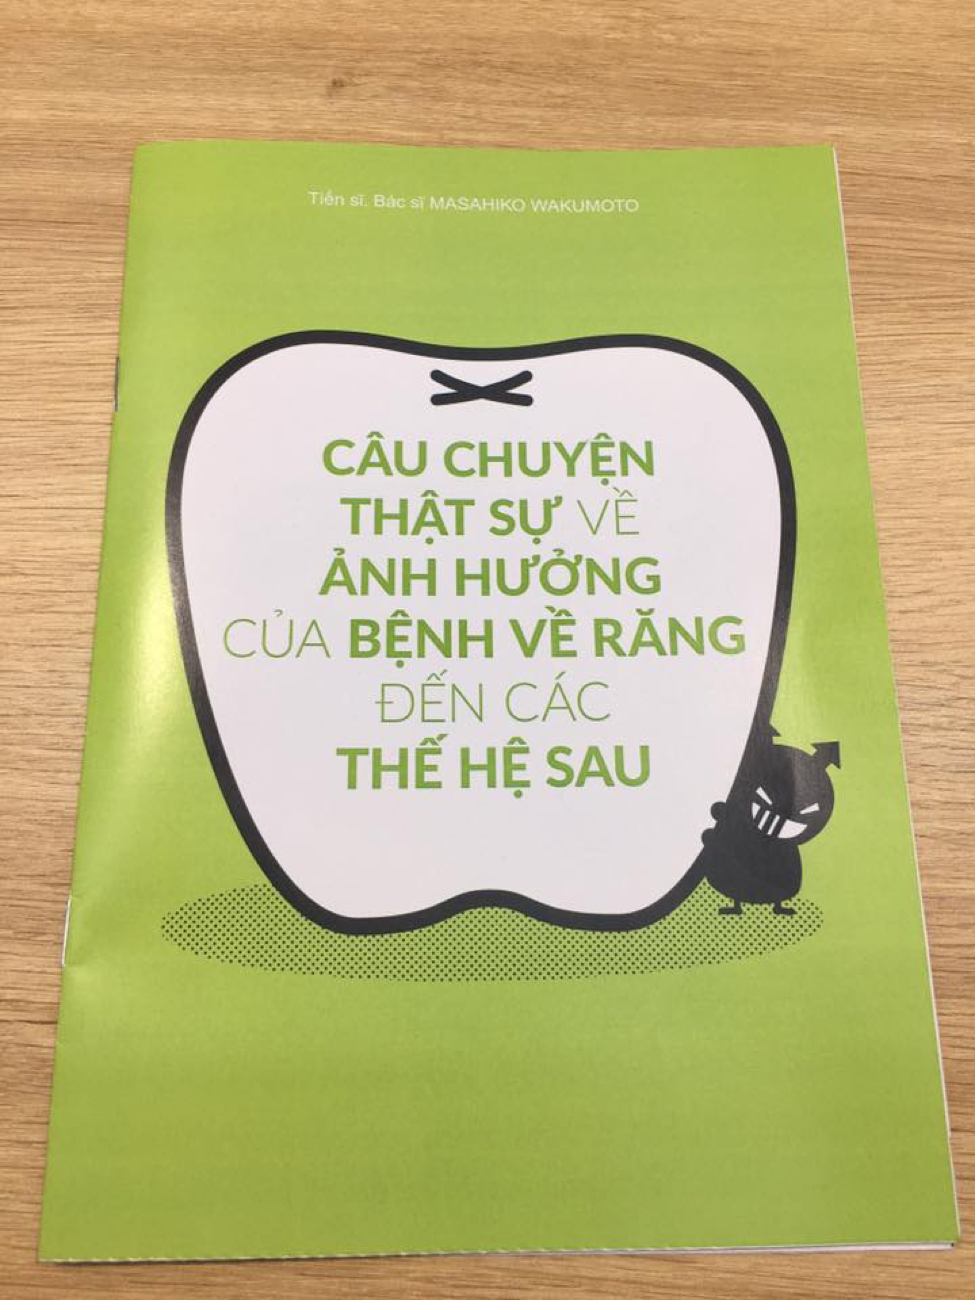 Tiến sĩ. Bác sĩ MASAHIKO WAKUMOTO
CÂU CHUYỆN
THẬT SỰ VỀ
ẢNH HƯỞNG
CỦA BỆNH VỀ RĂNG
ĐẾN CÁC
THẾ HỆ SAU